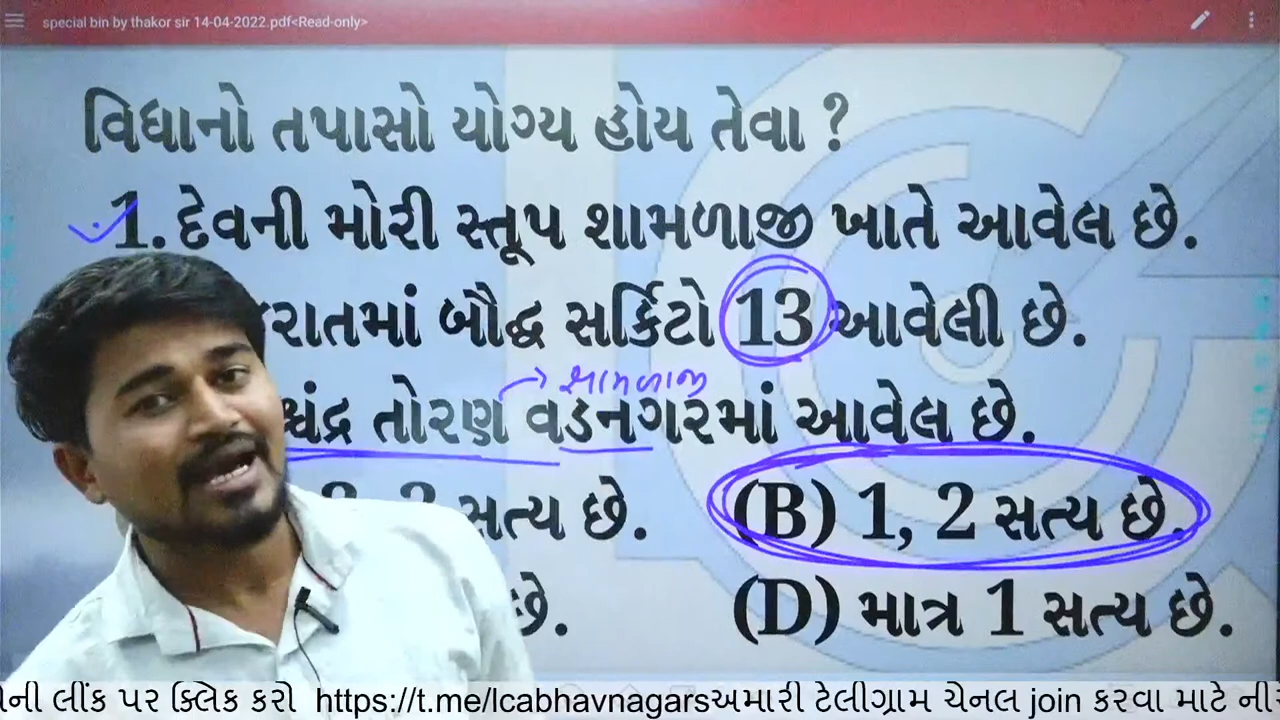 special bin by thakor sir 14-04-2022.pdf<Read-only>
વિધાનો તપાસો યોગ્ય હોય તેવા ?
1. દેવની મોરી સ્તૂપ શામળાજી ખાતે આવેલ છે.
રાતમાં બૌદ્ધ સર્કિટો 13 આવેલી છે.
શામળાજી
શ્વંદ્ર તોરણ વડનગરમાં આવેલ છે.
સત્ય છે. (B) 1, 2 સત્ય છે.
છે. (D) માત્ર 1 સત્ય છે.
ની લીંક પર ક્લિક કરો https://t.me/lcabhavnagarsઅમારી ટેલીગ્રામ ચેનલ join કરવા માટે